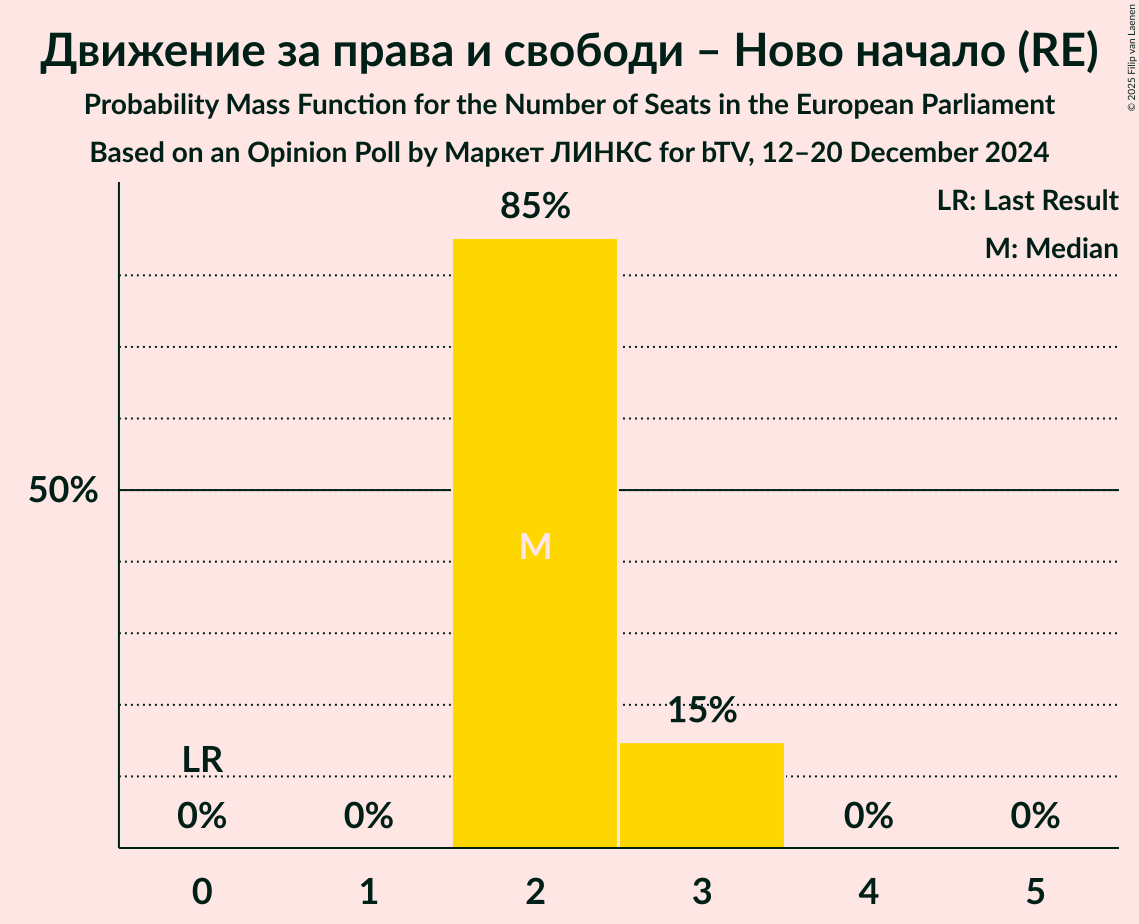 Движение за права и свободи – Ново начало (RE)
Probability Mass Function for the Number of Seats in the European Parliament
Based on an Opinion Poll by Маркет ЛИНКС for bTV, 12–20 December 2024
© 2025 Filip van Laenen
LR: Last Result
M: Median
85%
50%
M
15%
LR
0% 0% 0% 0%
0 1 2 3 4 5